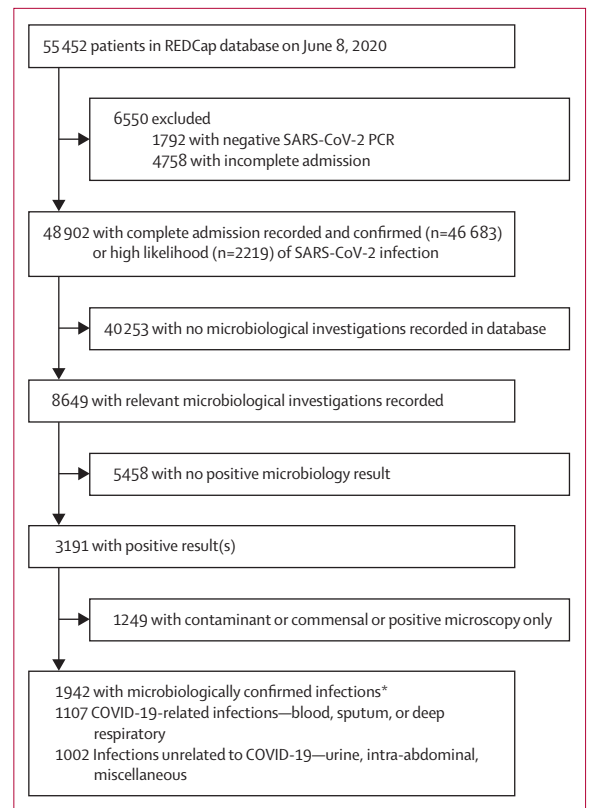 55 452 patients in REDCap database on June 8, 2020
6550 excluded
1792 with negative SARS-CoV-2 PCR
4758 with incomplete admission
48 902 with complete admission recorded and confirmed (n=46 683)
or high likelihood (n=2219) of SARS-CoV-2 infection
40 253 with no microbiological investigations recorded in database
8649 with relevant microbiological investigations recorded
5458 with no positive microbiology result
3191 with positive result(s)
1249 with contaminant or commensal or positive microscopy only
1942 with microbiologically confirmed infections*
1107 COVID-19-related infections—blood, sputum, or deep
respiratory
1002 Infections unrelated to COVID-19—urine, intra-abdominal,
miscellaneous